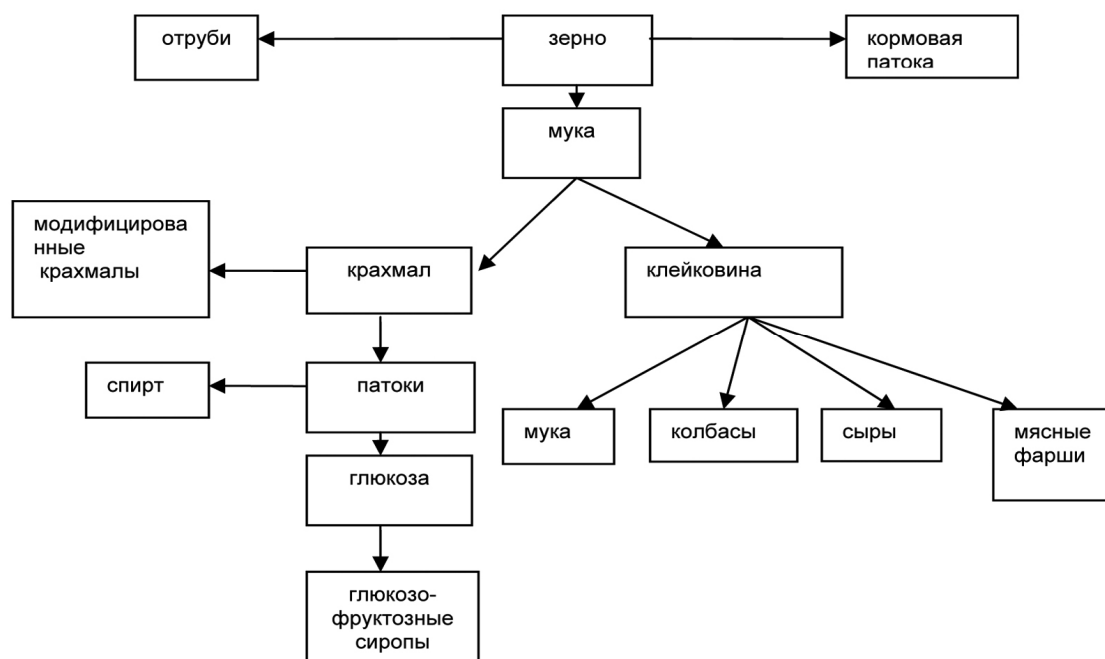 отруби
зерно
кормовая
патока
мука
модифицирова
нные
крахмалы
крахмал
клейковина
спирт
патоки
мука
колбасы
сыры
мясные
фарши
глюкоза
глюкозо-
фруктозные
сиропы